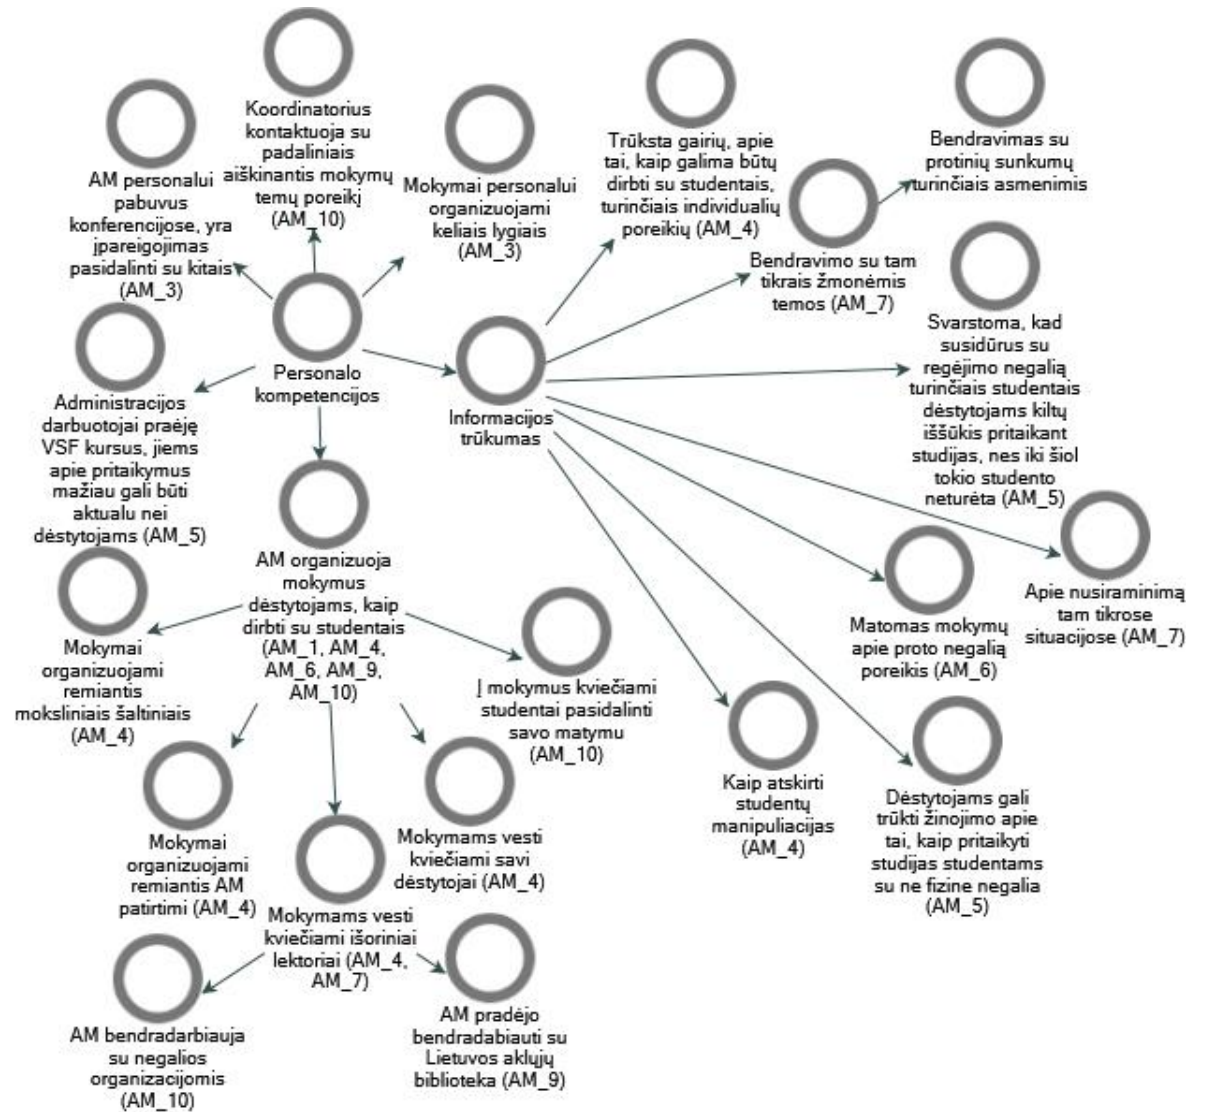 Koordinatorius
kontaktuoja su
padaliniais
aiškinantis mokymų
temų poreikį
(AM_10)
AM personalui
pabuvus
konferencijose, yra
įpareigojimas
pasidalinti su kitais
(AM_3)
Mokymai personalui
organizuojami
keliais lygiais
(AM_3)
Trūksta gairių, apie
tai, kaip galima būtų
dirbti su studentais,
turinčiais individualių
poreikių (AM_4)
Bendravimas su
protinių sunkumų
turinčiais asmenimis
Bendravimo su tam
tikrais žmonėmis
temos (AM_7)
Personalo
kompetencijos
Informacijos
trūkumas
Svarstoma, kad
susidūrus su
regėjimo negalią
turinčiais studentais
dėstytojams kiltų
iššūkis pritaikant
studijas, nes iki šiol
tokio studento
neturėta (AM_5)
Administracijos
darbuotojai praėję
VSF kursus, jiems
apie pritaikymus
mažiau gali būti
aktualu nei
dėstytojams (AM_5)
AM organizuoja
mokymus
dėstytojams, kaip
dirbti su studentais
(AM_1, AM_4,
AM_6, AM_9,
AM_10)
Apie nusiraminimą
tam tikrose
situacijose (AM_7)
Matomas mokymų
apie proto negalią
poreikis (AM_6)
Mokymai
organizuojami
remiantis
moksliniais šaltiniais
(AM_4)
Į mokymus kviečiami
studentai pasidalinti
savo matymu
(AM_10)
Kaip atskirti
studentų
manipuliacijas
(AM_4)
Dėstytojams gali
trūkti žinojimo apie
tai, kaip pritaikyti
studijas studentams
su ne fizine negalia
(AM_5)
Mokymai
organizuojami
remiantis AM
patirtimi (AM_4)
Mokymams vesti
kviečiami savi
dėstytojai (AM_4)
Mokymams vesti
kviečiami išoriniai
lektoriai (AM_4,
AM_7)
AM bendradarbiauja
su negalios
organizacijomis
(AM_10)
AM pradėjo
bendradabiauti su
Lietuvos aklųjų
biblioteka (AM_9)